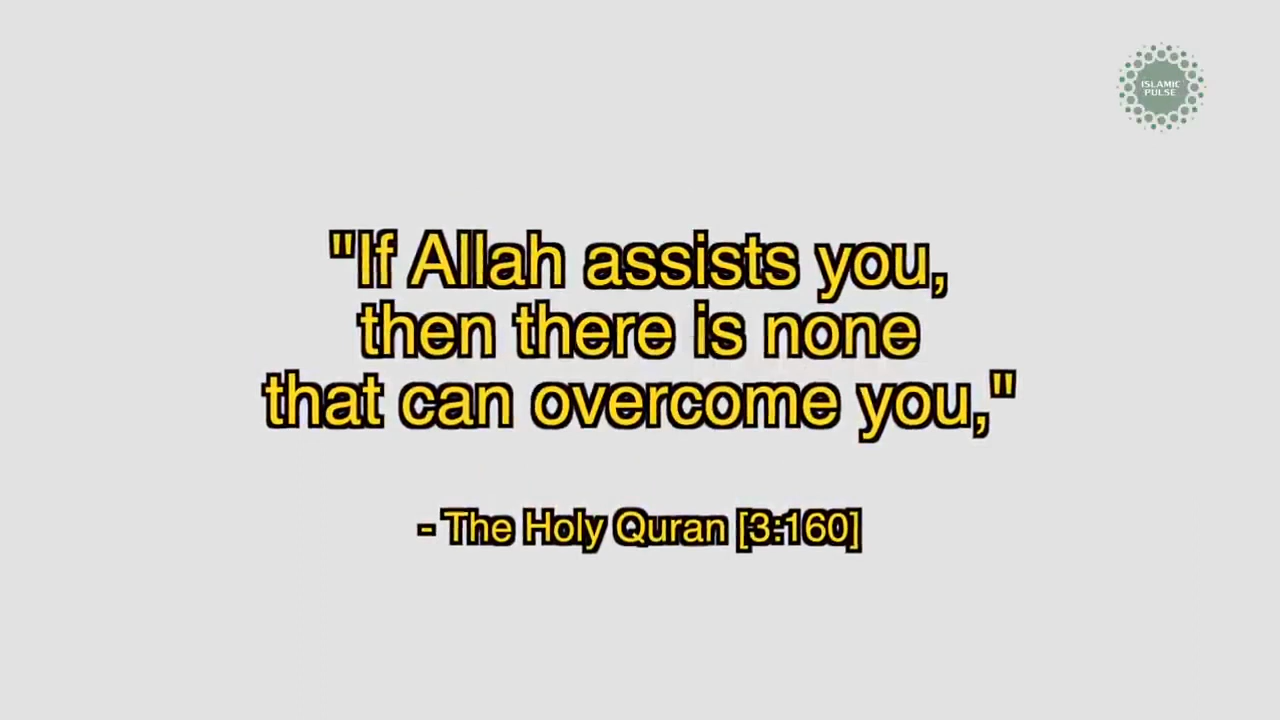 ISLAMIC
PULSE
"If Allah assists you,
then there is none
that can overcome you,"
- The Holy Quran [3:160]